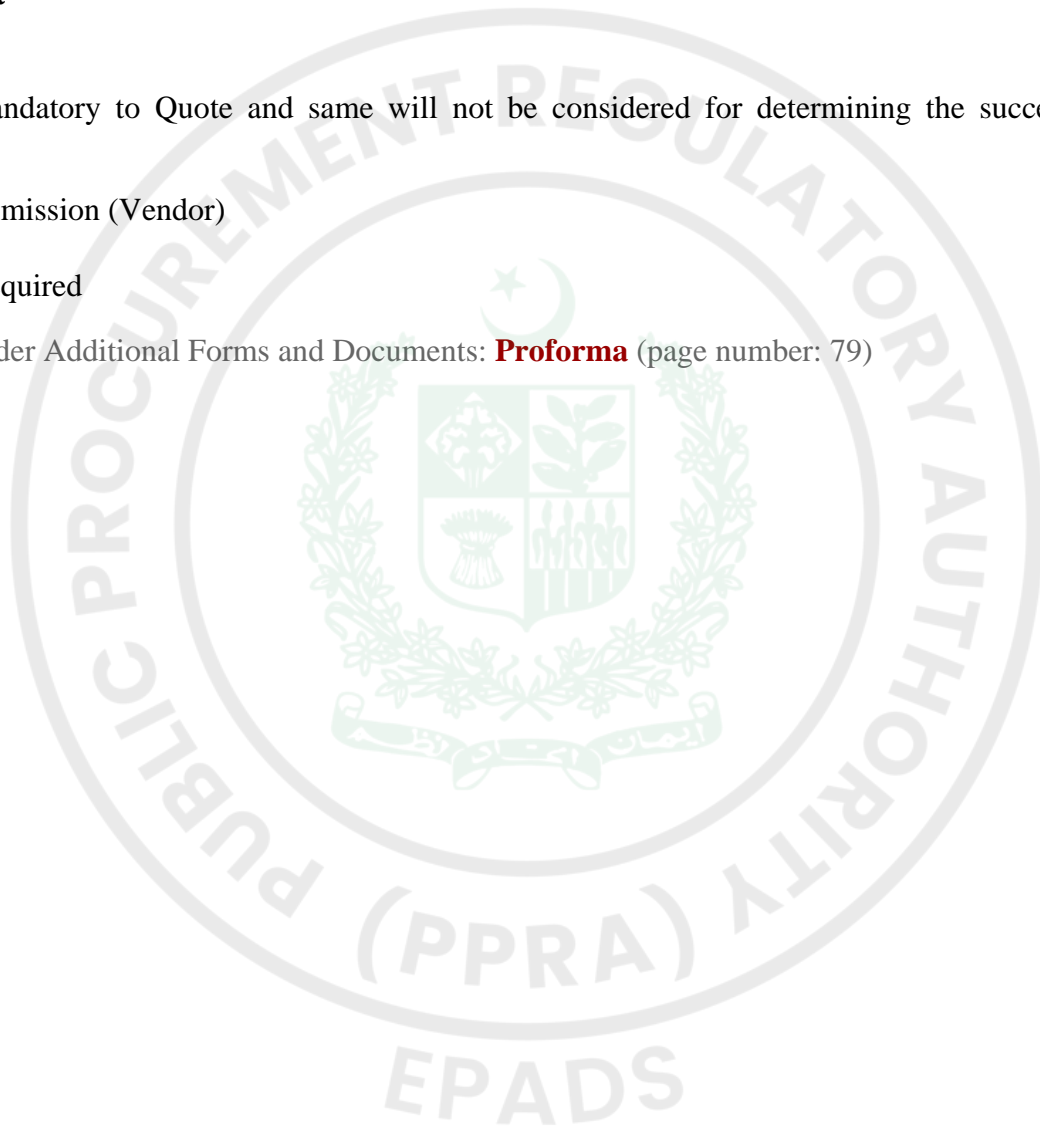 andatory to Quote and same will not be considered for determining the succe
mission (Vendor)
quired
der Additional Forms and Documents: Proforma (page number: 79)
PUBLIC PROCUREMENT REGULATORY AUTHORITY
(PPRA)
EPADS